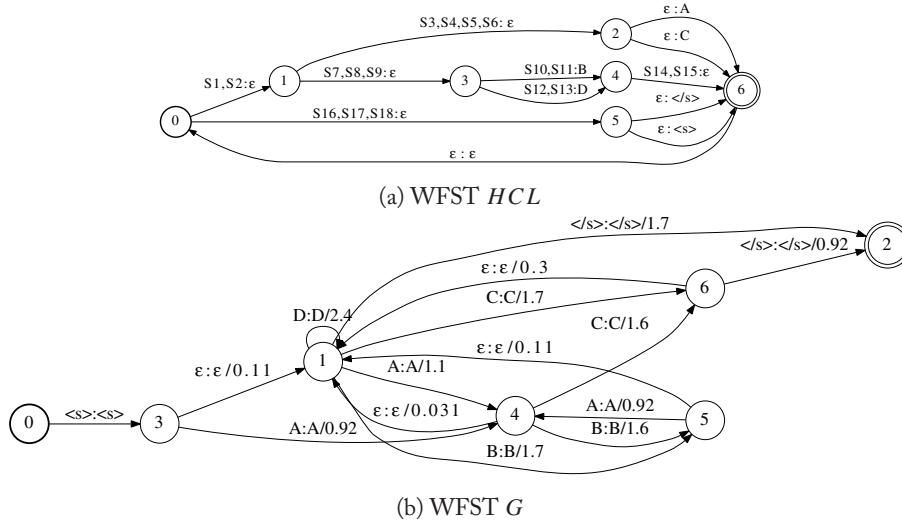 S3,S4,S5,S6: ε
ε : A
ε : C
2
S1,S2:ε
1
S7,S8,S9: ε
3
S10,S11:B
S12,S13:D
4
S14,S15:ε
6
0
S16,S17,S18:ε
5
ε: </s>
ε: <s>
ε : ε
(a) WFST HCL
</s>:</s>/1.7
</s>:</s>/0.92
2
ε:ε/0.3
C:C/1.7
6
D:D/2.4
C:C/1.6
ε:ε/0.11
1
A:A/1.1
ε:ε/0.11
0
<s>:<s>
3
ε:ε/0.031
4
A:A/0.92
5
A:A/0.92
B:B/1.6
B:B/1.7
(b) WFST G